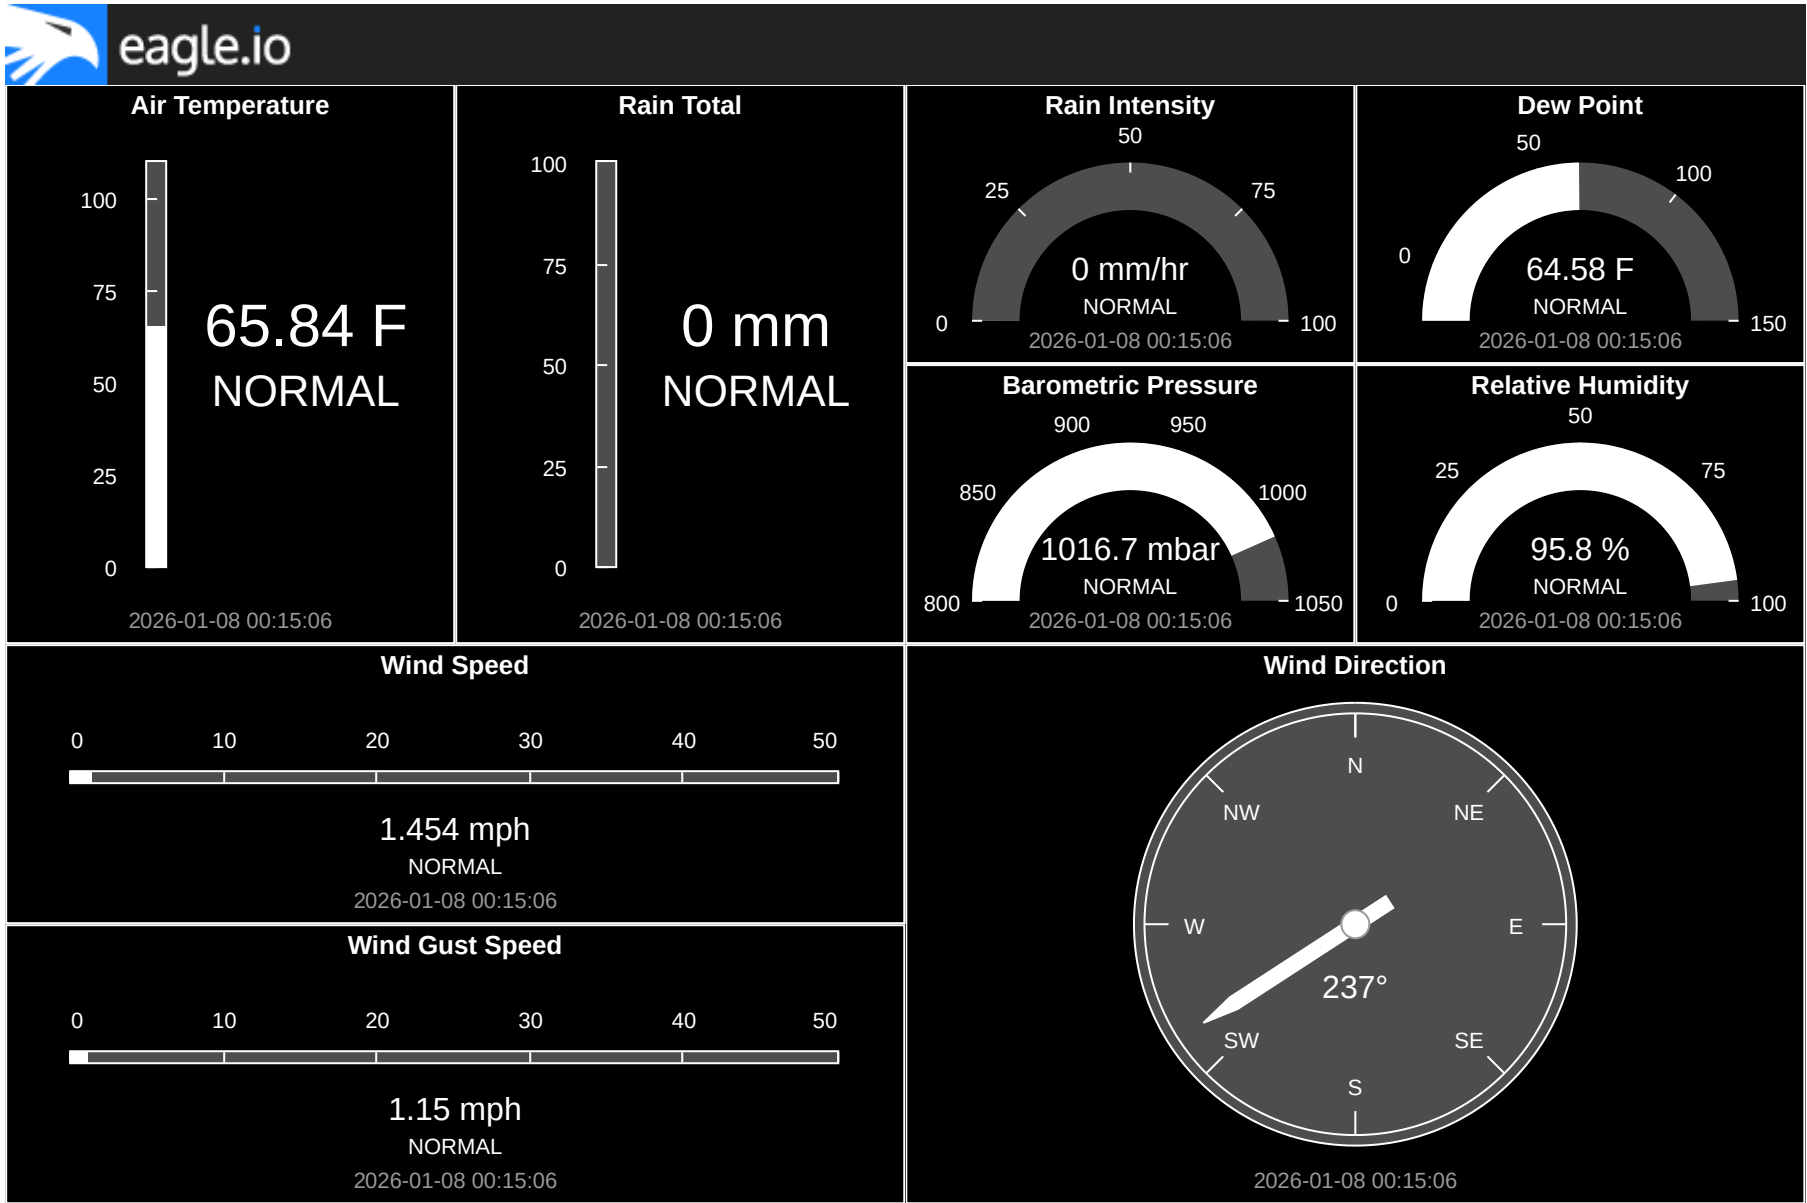 eagle.io
Air Temperature
100
75
50
25
0
65.84 F
NORMAL
2026-01-08 00:15:06
Rain Total
100
75
50
25
0
0 mm
NORMAL
2026-01-08 00:15:06
Rain Intensity
50
25
75
0
100
0 mm/hr
NORMAL
2026-01-08 00:15:06
Dew Point
50
100
0
150
64.58 F
NORMAL
2026-01-08 00:15:06
Barometric Pressure
900
950
850
1000
800
1050
1016.7 mbar
NORMAL
2026-01-08 00:15:06
Relative Humidity
50
25
75
0
100
95.8 %
NORMAL
2026-01-08 00:15:06
Wind Speed
0 10 20 30 40 50
1.454 mph
NORMAL
2026-01-08 00:15:06
Wind Gust Speed
0 10 20 30 40 50
1.15 mph
NORMAL
2026-01-08 00:15:06
Wind Direction
N
NW
NE
W
E
237°
SW
SE
S
2026-01-08 00:15:06